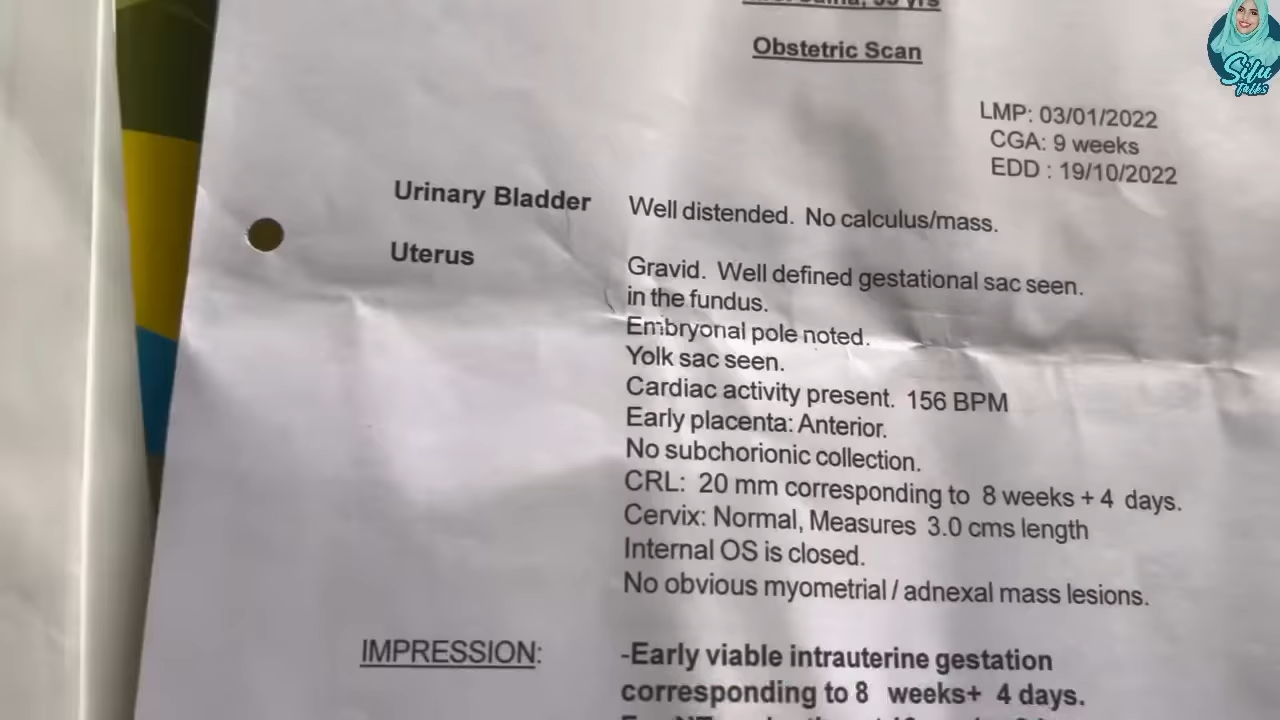 Obstetric Scan
LMP: 03/01/2022
CGA: 9 weeks
EDD : 19/10/2022
Urinary Bladder Well distended. No calculus/mass.
Uterus Gravid. Well defined gestational sac seen.
in the fundus.
Embryonal pole noted.
Yolk sac seen.
Cardiac activity present. 156 BPM
Early placenta: Anterior.
No subchorionic collection.
CRL: 20 mm corresponding to 8 weeks + 4 days.
Cervix: Normal, Measures 3.0 cms length
Internal OS is closed.
No obvious myometrial / adnexal mass lesions.
IMPRESSION: -Early viable intrauterine gestation
corresponding to 8 weeks+ 4 days.
Silu
talks